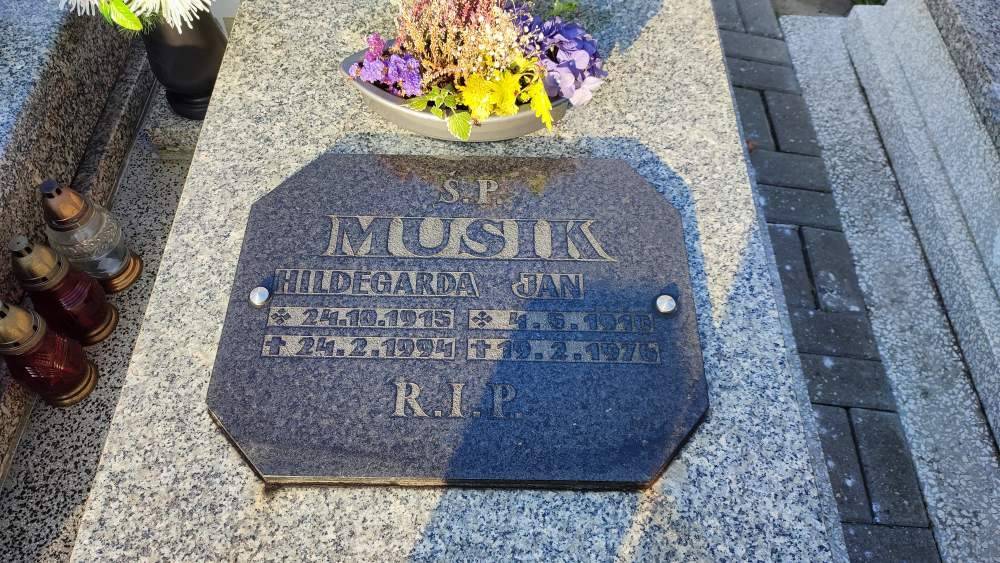 Ś.P.
MUSIK
HILDEGARDA JAN
24.10.1915
24.2.1994
R.I.P.